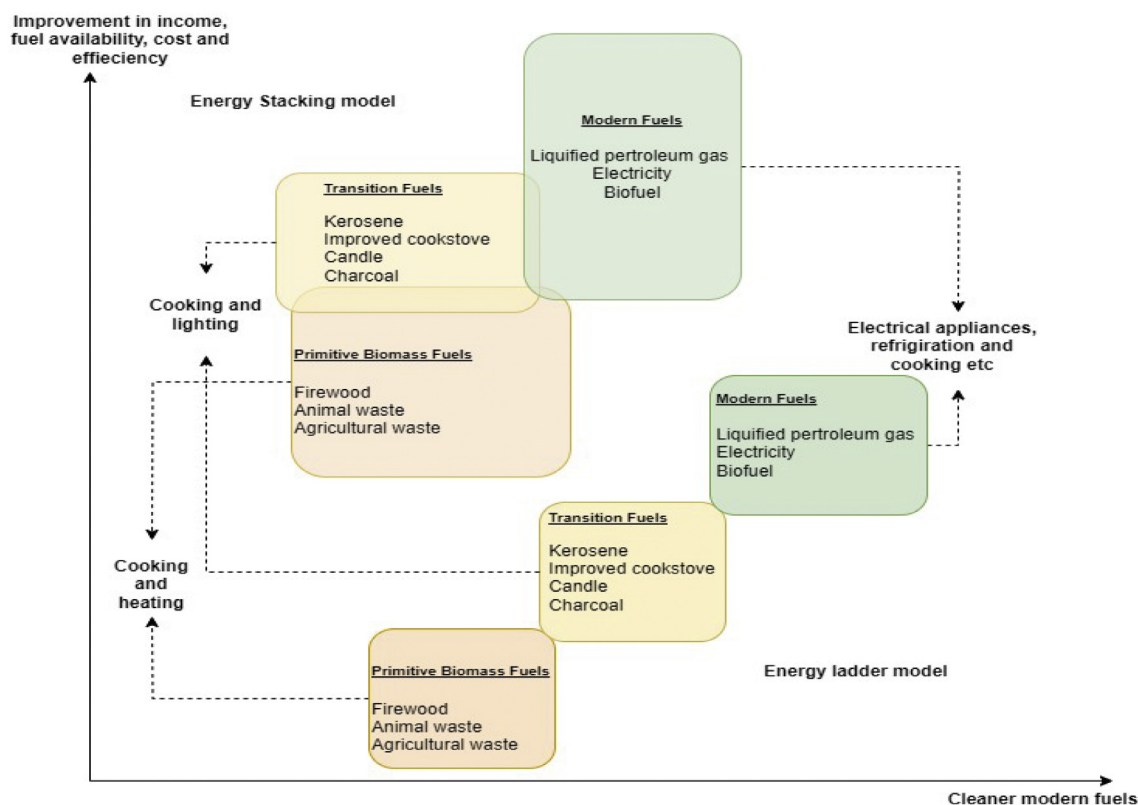 Improvement in income,
fuel availability, cost and
effieciency
Energy Stacking model
Modern Fuels
Liquified pertroleum gas
Electricity
Biofuel
Transition Fuels
Kerosene
Improved cookstove
Candle
Charcoal
Cooking and
lighting
Primitive Biomass Fuels
Firewood
Animal waste
Agricultural waste
Electrical appliances,
refrigiration and
cooking etc
Modern Fuels
Liquified pertroleum gas
Electricity
Biofuel
Transition Fuels
Kerosene
Improved cookstove
Candle
Charcoal
Cooking
and
heating
Primitive Biomass Fuels
Firewood
Animal waste
Agricultural waste
Energy ladder model
Cleaner modern fuels